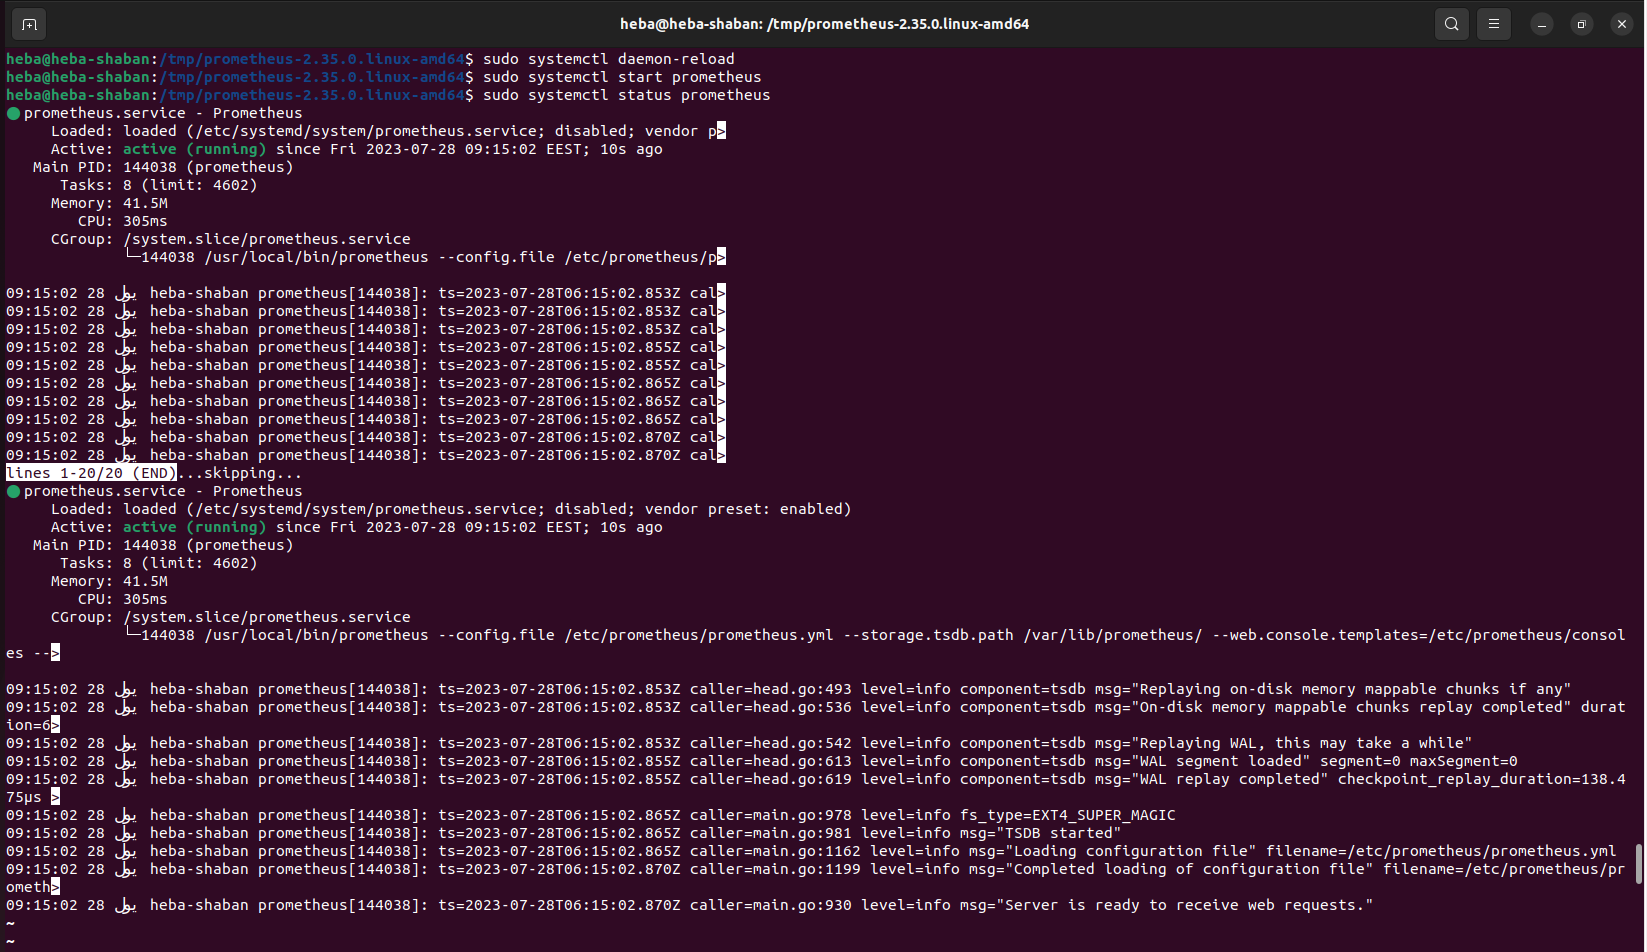 heba@heba-shaban: /tmp/prometheus-2.35.0.linux-amd64
heba@heba-shaban:/tmp/prometheus-2.35.0.linux-amd64$ sudo systemctl daemon-reload
heba@heba-shaban:/tmp/prometheus-2.35.0.linux-amd64$ sudo systemctl start prometheus
heba@heba-shaban:/tmp/prometheus-2.35.0.linux-amd64$ sudo systemctl status prometheus
● prometheus.service - Prometheus
Loaded: loaded (/etc/systemd/system/prometheus.service; disabled; vendor p>
Active: active (running) since Fri 2023-07-28 09:15:02 EEST; 10s ago
Main PID: 144038 (prometheus)
Tasks: 8 (limit: 4602)
Memory: 41.5M
CPU: 305ms
CGroup: /system.slice/prometheus.service
└─144038 /usr/local/bin/prometheus --config.file /etc/prometheus/p>
09:15:02 28 يول heba-shaban prometheus[144038]: ts=2023-07-28T06:15:02.853Z cal>
09:15:02 28 يول heba-shaban prometheus[144038]: ts=2023-07-28T06:15:02.853Z cal>
09:15:02 28 يول heba-shaban prometheus[144038]: ts=2023-07-28T06:15:02.853Z cal>
09:15:02 28 يول heba-shaban prometheus[144038]: ts=2023-07-28T06:15:02.855Z cal>
09:15:02 28 يول heba-shaban prometheus[144038]: ts=2023-07-28T06:15:02.855Z cal>
09:15:02 28 يول heba-shaban prometheus[144038]: ts=2023-07-28T06:15:02.865Z cal>
09:15:02 28 يول heba-shaban prometheus[144038]: ts=2023-07-28T06:15:02.865Z cal>
09:15:02 28 يول heba-shaban prometheus[144038]: ts=2023-07-28T06:15:02.865Z cal>
09:15:02 28 يول heba-shaban prometheus[144038]: ts=2023-07-28T06:15:02.870Z cal>
09:15:02 28 يول heba-shaban prometheus[144038]: ts=2023-07-28T06:15:02.870Z cal>
lines 1-20/20 (END)...skipping...
● prometheus.service - Prometheus
Loaded: loaded (/etc/systemd/system/prometheus.service; disabled; vendor preset: enabled)
Active: active (running) since Fri 2023-07-28 09:15:02 EEST; 10s ago
Main PID: 144038 (prometheus)
Tasks: 8 (limit: 4602)
Memory: 41.5M
CPU: 305ms
CGroup: /system.slice/prometheus.service
└─144038 /usr/local/bin/prometheus --config.file /etc/prometheus/prometheus.yml --storage.tsdb.path /var/lib/prometheus/ --web.console.templates=/etc/prometheus/consol
es -->
09:15:02 28 يول heba-shaban prometheus[144038]: ts=2023-07-28T06:15:02.853Z caller=head.go:493 level=info component=tsdb msg="Replaying on-disk memory mappable chunks if any"
09:15:02 28 يول heba-shaban prometheus[144038]: ts=2023-07-28T06:15:02.853Z caller=head.go:536 level=info component=tsdb msg="On-disk memory mappable chunks replay completed" durat
ion=6>
09:15:02 28 يول heba-shaban prometheus[144038]: ts=2023-07-28T06:15:02.853Z caller=head.go:542 level=info component=tsdb msg="Replaying WAL, this may take a while"
09:15:02 28 يول heba-shaban prometheus[144038]: ts=2023-07-28T06:15:02.855Z caller=head.go:613 level=info component=tsdb msg="WAL segment loaded" segment=0 maxSegment=0
09:15:02 28 يول heba-shaban prometheus[144038]: ts=2023-07-28T06:15:02.855Z caller=head.go:619 level=info component=tsdb msg="WAL replay completed" checkpoint_replay_duration=138.4
75µs >
09:15:02 28 يول heba-shaban prometheus[144038]: ts=2023-07-28T06:15:02.865Z caller=main.go:978 level=info fs_type=EXT4_SUPER_MAGIC
09:15:02 28 يول heba-shaban prometheus[144038]: ts=2023-07-28T06:15:02.865Z caller=main.go:981 level=info msg="TSDB started"
09:15:02 28 يول heba-shaban prometheus[144038]: ts=2023-07-28T06:15:02.865Z caller=main.go:1162 level=info msg="Loading configuration file" filename=/etc/prometheus/prometheus.yml
09:15:02 28 يول heba-shaban prometheus[144038]: ts=2023-07-28T06:15:02.870Z caller=main.go:1199 level=info msg="Completed loading of configuration file" filename=/etc/prometheus/pr
ometh>
09:15:02 28 يول heba-shaban prometheus[144038]: ts=2023-07-28T06:15:02.870Z caller=main.go:930 level=info msg="Server is ready to receive web requests."
~
~